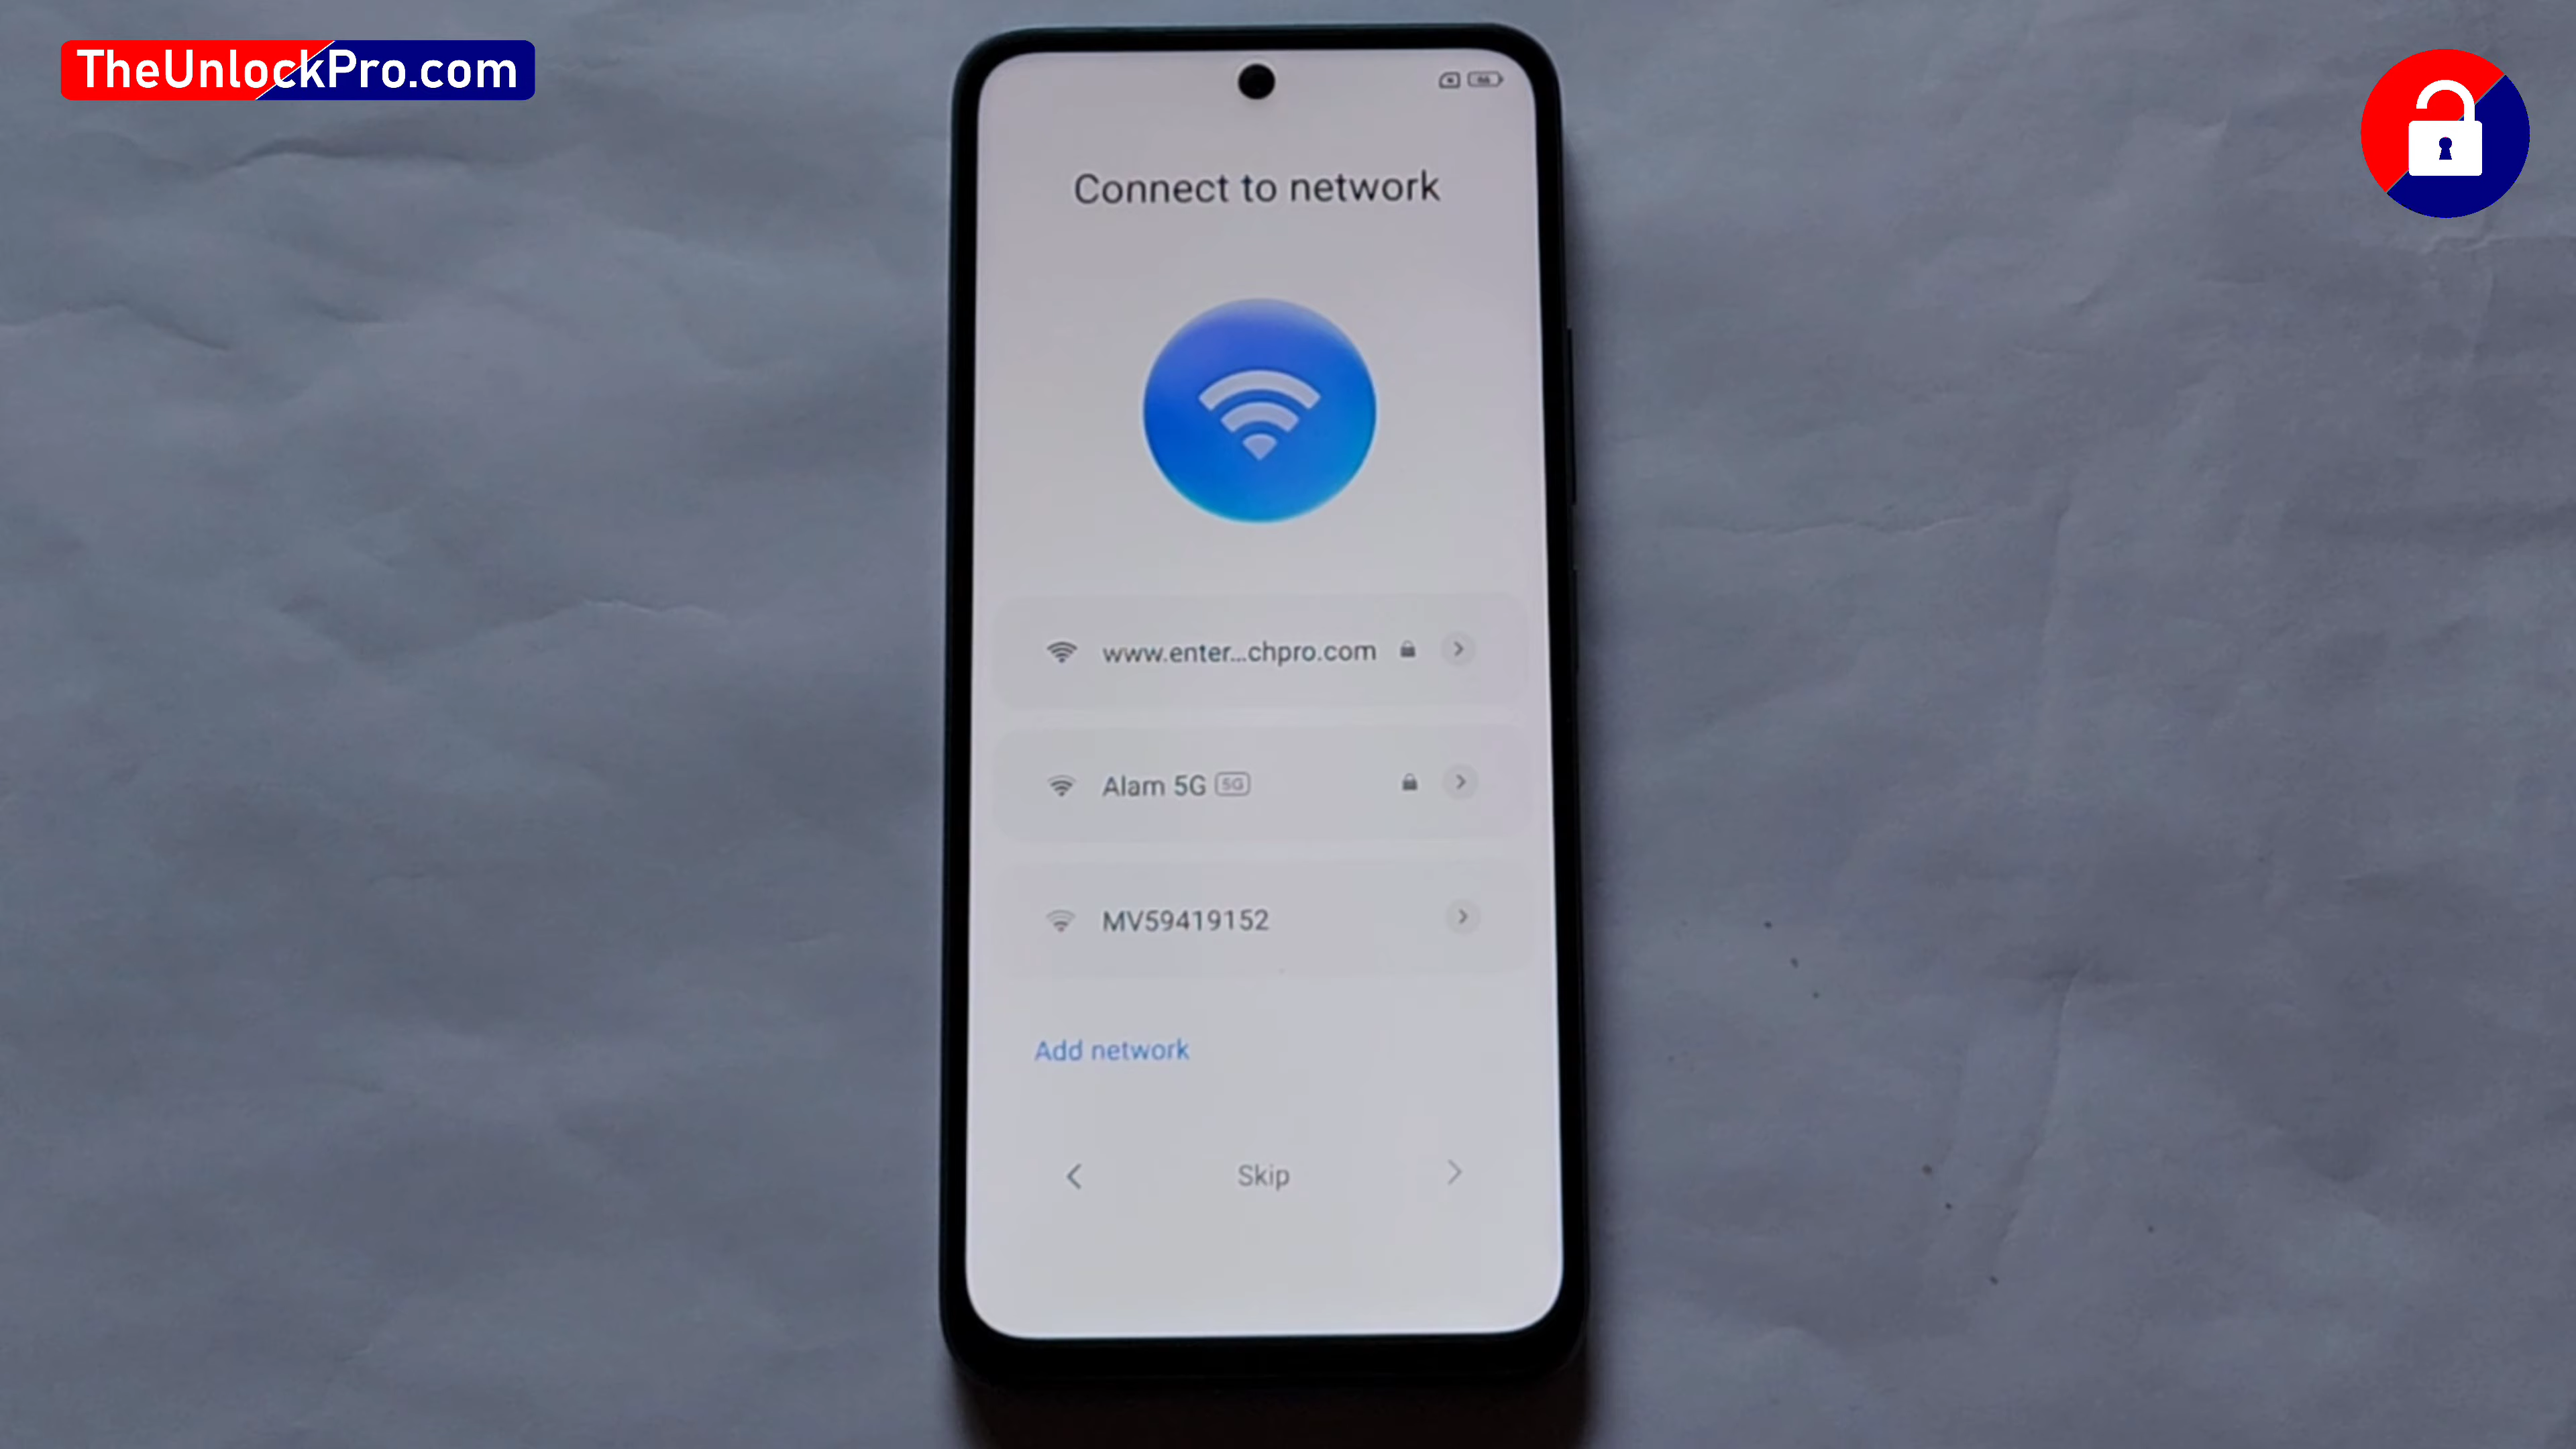 TheUnlockPro.com
Connect to network
www.enter...chpro.com
Alam 5G 5G
MV59419152
Add network
Skip